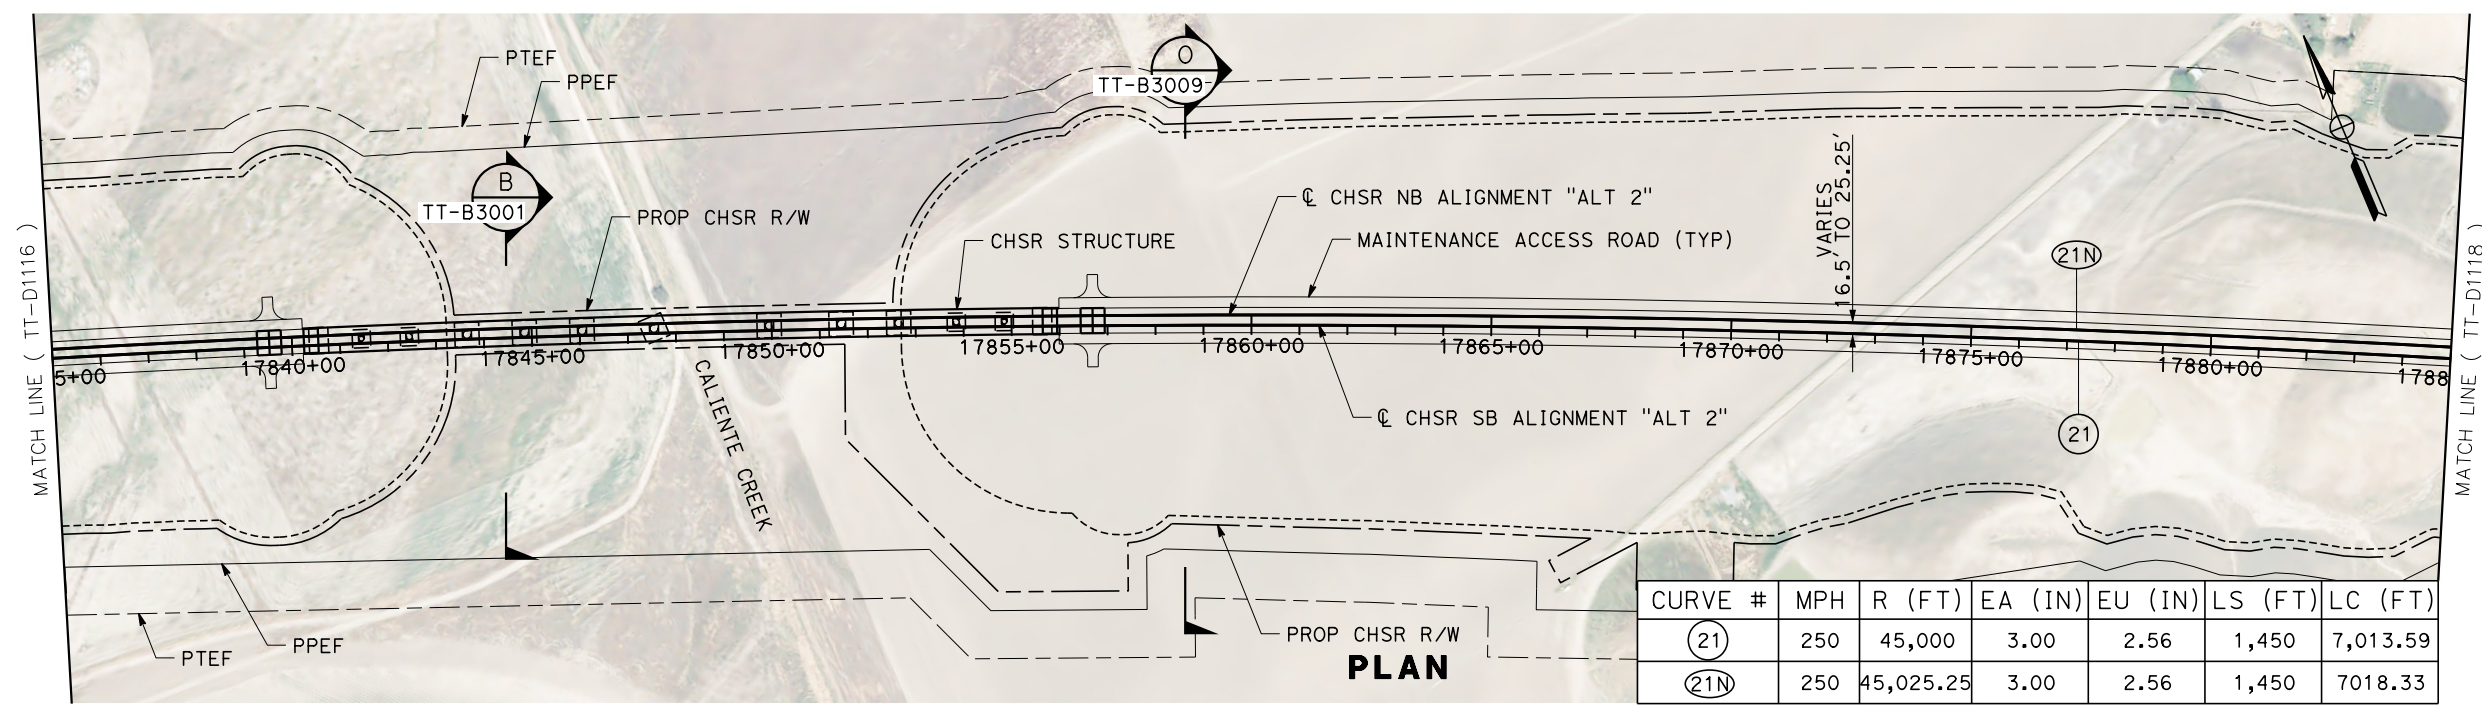 PTEF
PPEF
O
TT-B3009
B
TT-B3001
PROP CHSR R/W
CHSR STRUCTURE
℄ CHSR NB ALIGNMENT "ALT 2"
MAINTENANCE ACCESS ROAD (TYP)
VARIES
16.5' TO 25.25'
21N
MATCH LINE ( TT-D1116 )
MATCH LINE ( TT-D1118 )
5+00
17840+00
17845+00
17850+00
17855+00
17860+00
17865+00
17870+00
17875+00
17880+00
1788
CALIENTE CREEK
℄ CHSR SB ALIGNMENT "ALT 2"
21
PTEF
PPEF
PROP CHSR R/W
PLAN
CURVE # MPH R (FT) EA (IN) EU (IN) LS (FT) LC (FT)
21 250 45,000 3.00 2.56 1,450 7,013.59
21N 250 45,025.25 3.00 2.56 1,450 7018.33